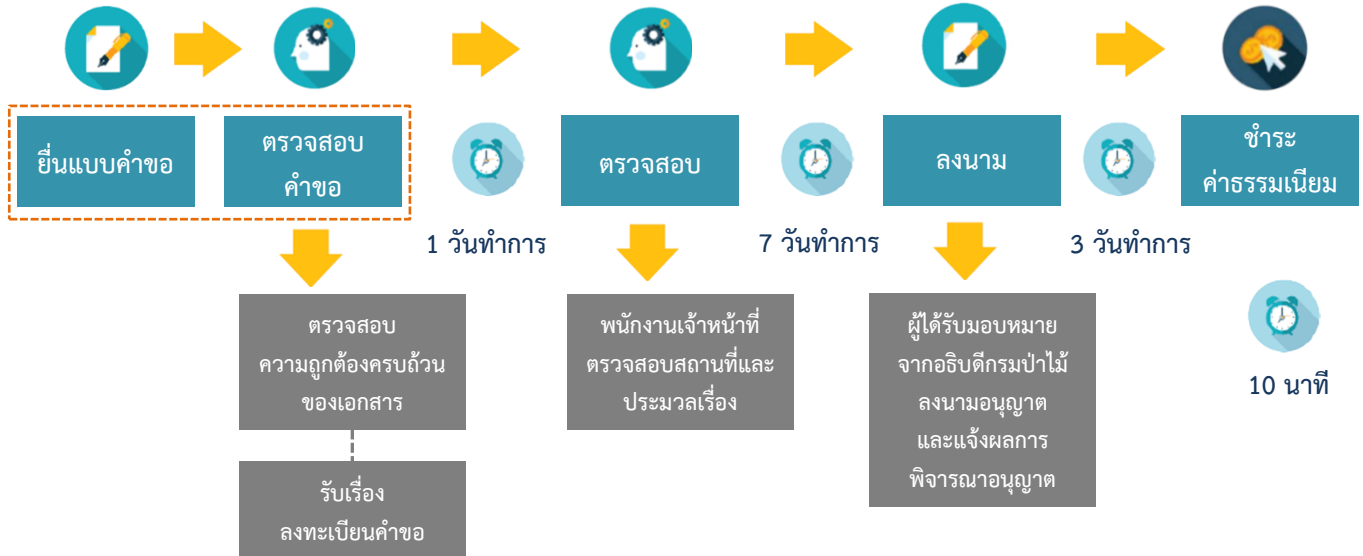 ยื่นแบบคำขอ
ตรวจสอบ
คำขอ
ตรวจสอบ
ลงนาม
ชำระ
ค่าธรรมเนียม
1 วันทำการ
7 วันทำการ
3 วันทำการ
10 นาที
ตรวจสอบ
ความถูกต้องครบถ้วน
ของเอกสาร
รับเรื่อง
ลงทะเบียนคำขอ
พนักงานเจ้าหน้าที่
ตรวจสอบสถานที่และ
ประมวลเรื่อง
ผู้ได้รับมอบหมาย
จากอธิบดีกรมป่าไม้
ลงนามอนุญาต
และแจ้งผลการ
พิจารณาอนุญาต